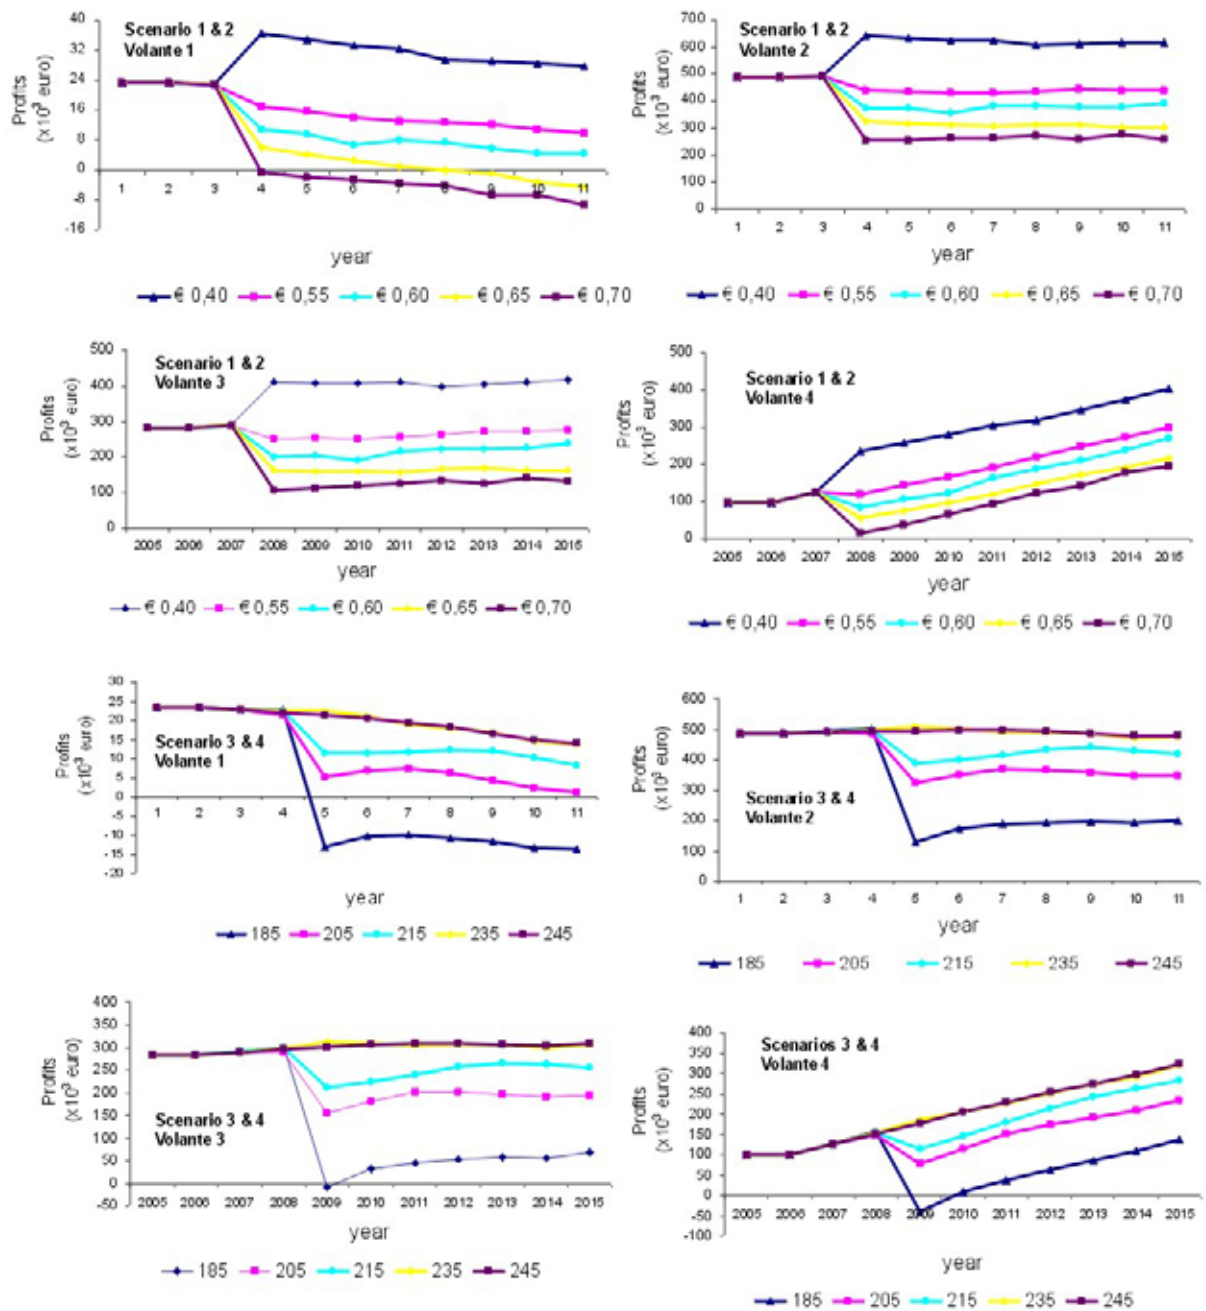 Scenario 1 & 2
Volante 1
Profits
(x10³ euro)
40
32
24
16
8
0
-8
-16
1 2 3 4 5 6 7 8 9 10 11
year
€ 0,40 € 0,55 € 0,60 € 0,65 € 0,70
Scenario 1 & 2
Volante 2
Profits
(x10³ euro)
700
600
500
400
300
200
100
0
1 2 3 4 5 6 7 8 9 10 11
year
€ 0,40 € 0,55 € 0,60 € 0,65 € 0,70
Scenario 1 & 2
Volante 3
Profits
(x10³ euro)
500
400
300
200
100
0
2005 2006 2007 2008 2009 2010 2011 2012 2013 2014 2015
year
€ 0,40 € 0,55 € 0,60 € 0,65 € 0,70
Scenario 1 & 2
Volante 4
Profits
(x10³ euro)
500
400
300
200
100
0
2005 2006 2007 2008 2009 2010 2011 2012 2013 2014 2015
year
€ 0,40 € 0,55 € 0,60 € 0,65 € 0,70
Scenario 3 & 4
Volante 1
Profits
(x10³ euro)
30
25
20
15
10
5
0
-5
-10
-15
-20
1 2 3 4 5 6 7 8 9 10 11
year
185 205 215 235 245
Scenario 3 & 4
Volante 2
Profits
(x10³ euro)
600
500
400
300
200
100
0
1 2 3 4 5 6 7 8 9 10 11
year
185 205 215 235 245
Scenario 3 & 4
Volante 3
Profits
(x10³ euro)
400
350
300
250
200
150
100
50
0
-50
2005 2006 2007 2008 2009 2010 2011 2012 2013 2014 2015
year
185 205 215 235 245
Scenarios 3 & 4
Volante 4
Profits
(x10³ euro)
400
350
300
250
200
150
100
50
0
-50
-100
2005 2006 2007 2008 2009 2010 2011 2012 2013 2014 2015
year
185 205 215 235 245